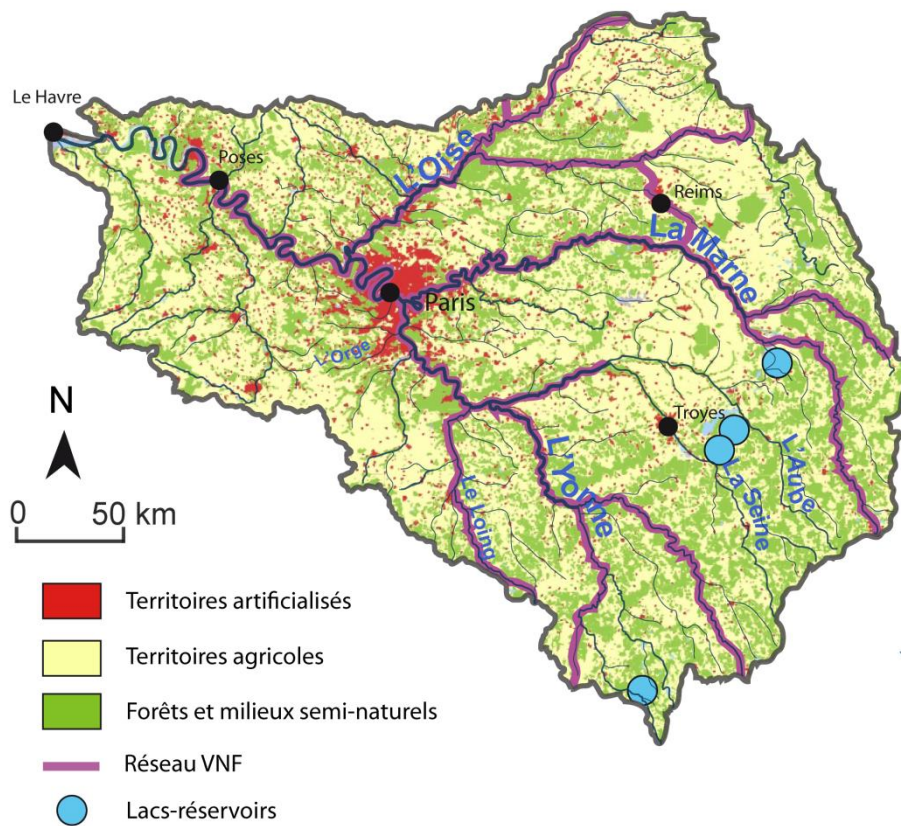 Le Havre
Poses
L'Oise
Reims
La Marne
Paris
L'Orge
N
Troyes
L'Yonne
Le Loing
La Seine
L'Aube
0 50 km
Territoires artificialisés
Territoires agricoles
Forêts et milieux semi-naturels
Réseau VNF
Lacs-réservoirs